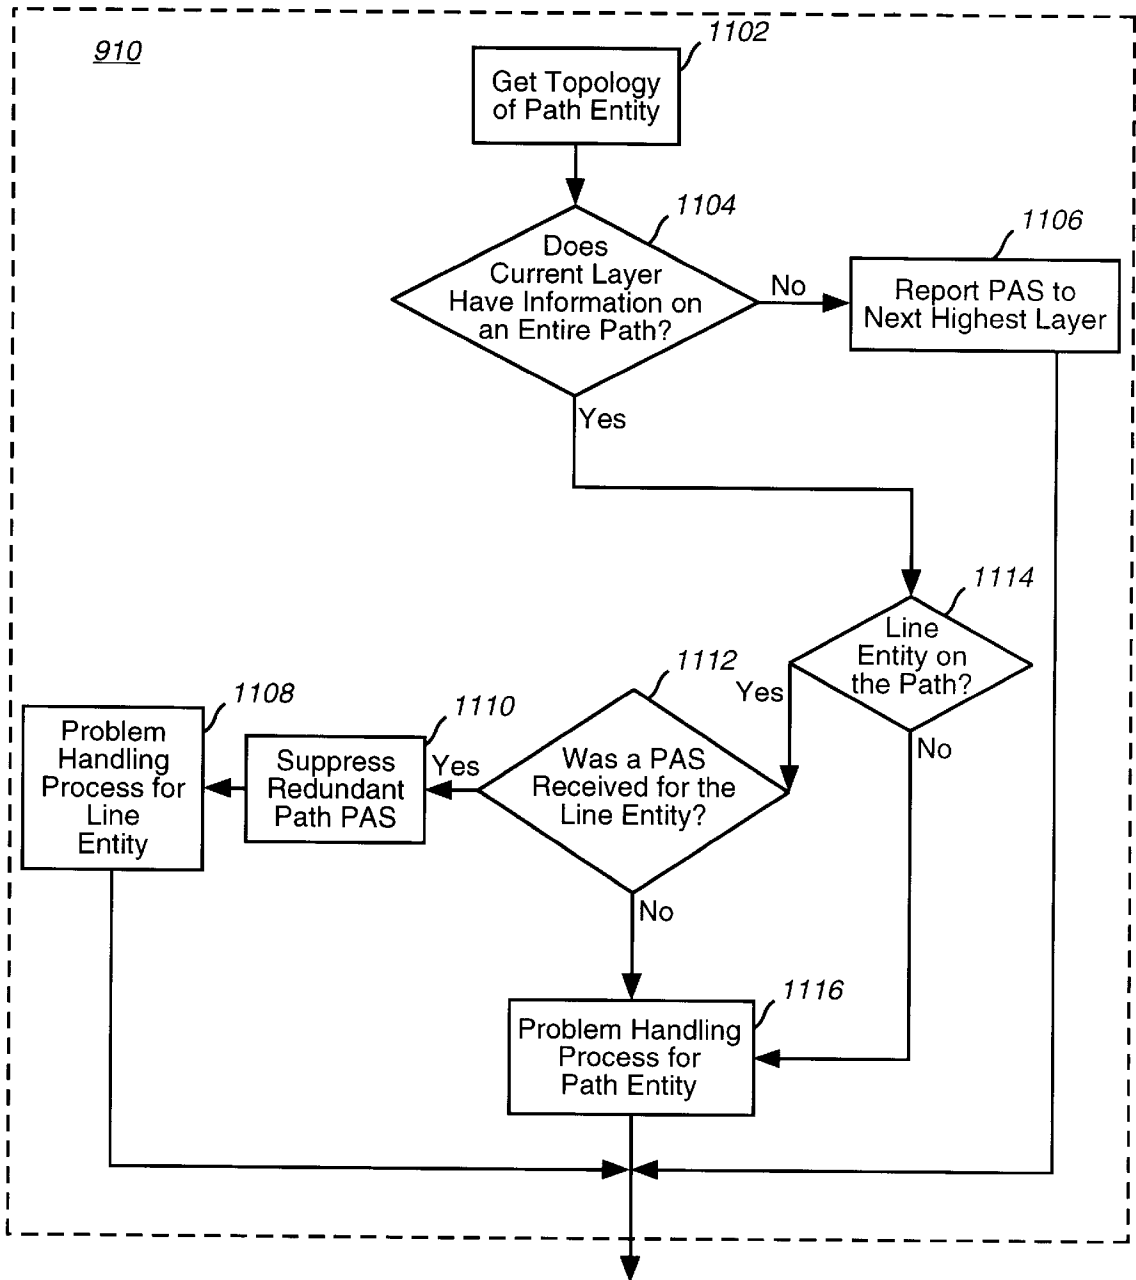 910
1102
Get Topology
of Path Entity
1104
Does
Current Layer
Have Information on
an Entire Path?
No
1106
Report PAS to
Next Highest Layer
Yes
1114
Line
Entity on
the Path?
Yes
No
1112
Was a PAS
Received for the
Line Entity?
Yes
No
1110
Suppress
Redundant
Path PAS
1108
Problem
Handling
Process for
Line
Entity
1116
Problem Handling
Process for
Path Entity